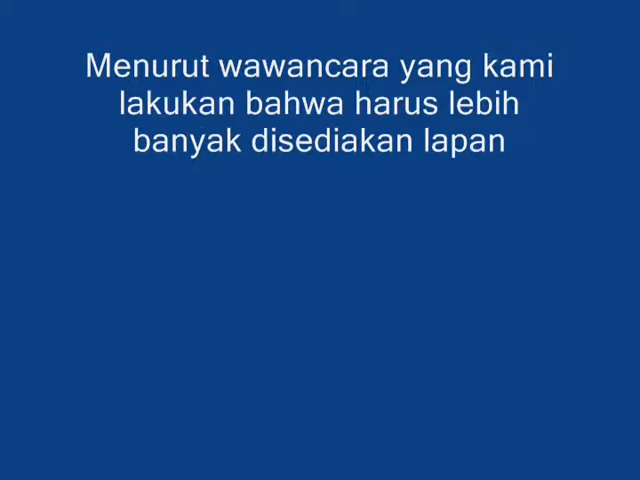 Menurut wawancara yang kami
lakukan bahwa harus lebih
banyak disediakan lapan